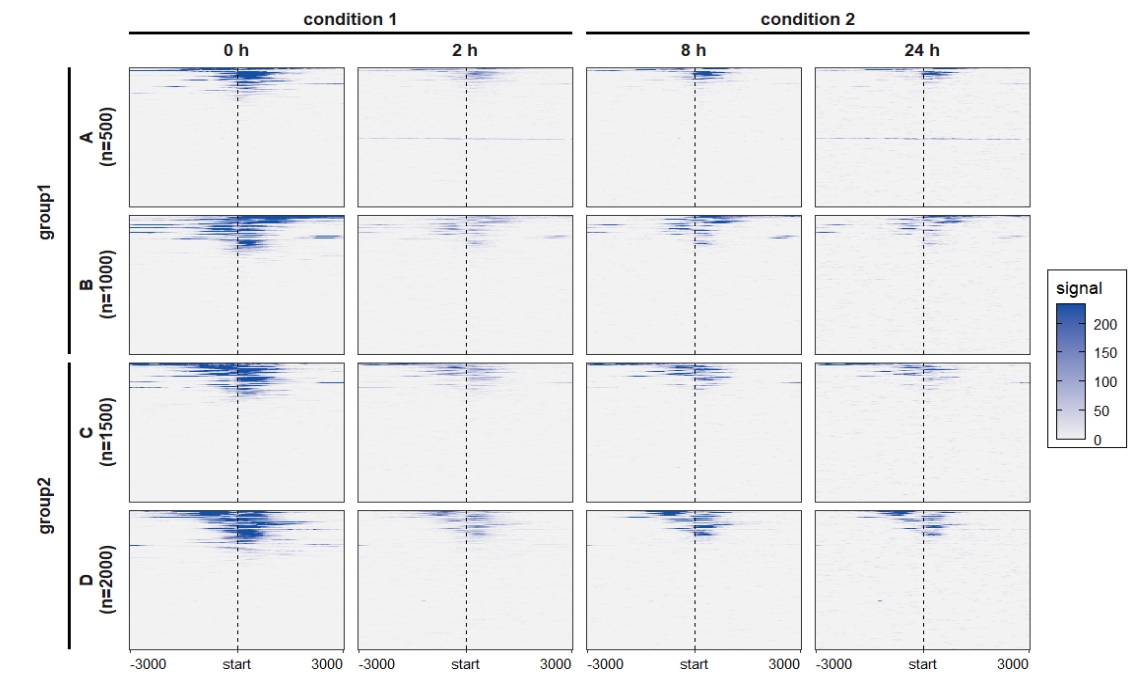 condition 1
condition 2
0 h
2 h
8 h
24 h
group1
A
(n=500)
B
(n=1000)
group2
C
(n=1500)
D
(n=2000)
signal
200
150
100
50
0
-3000 start 3000
-3000 start 3000
-3000 start 3000
-3000 start 3000